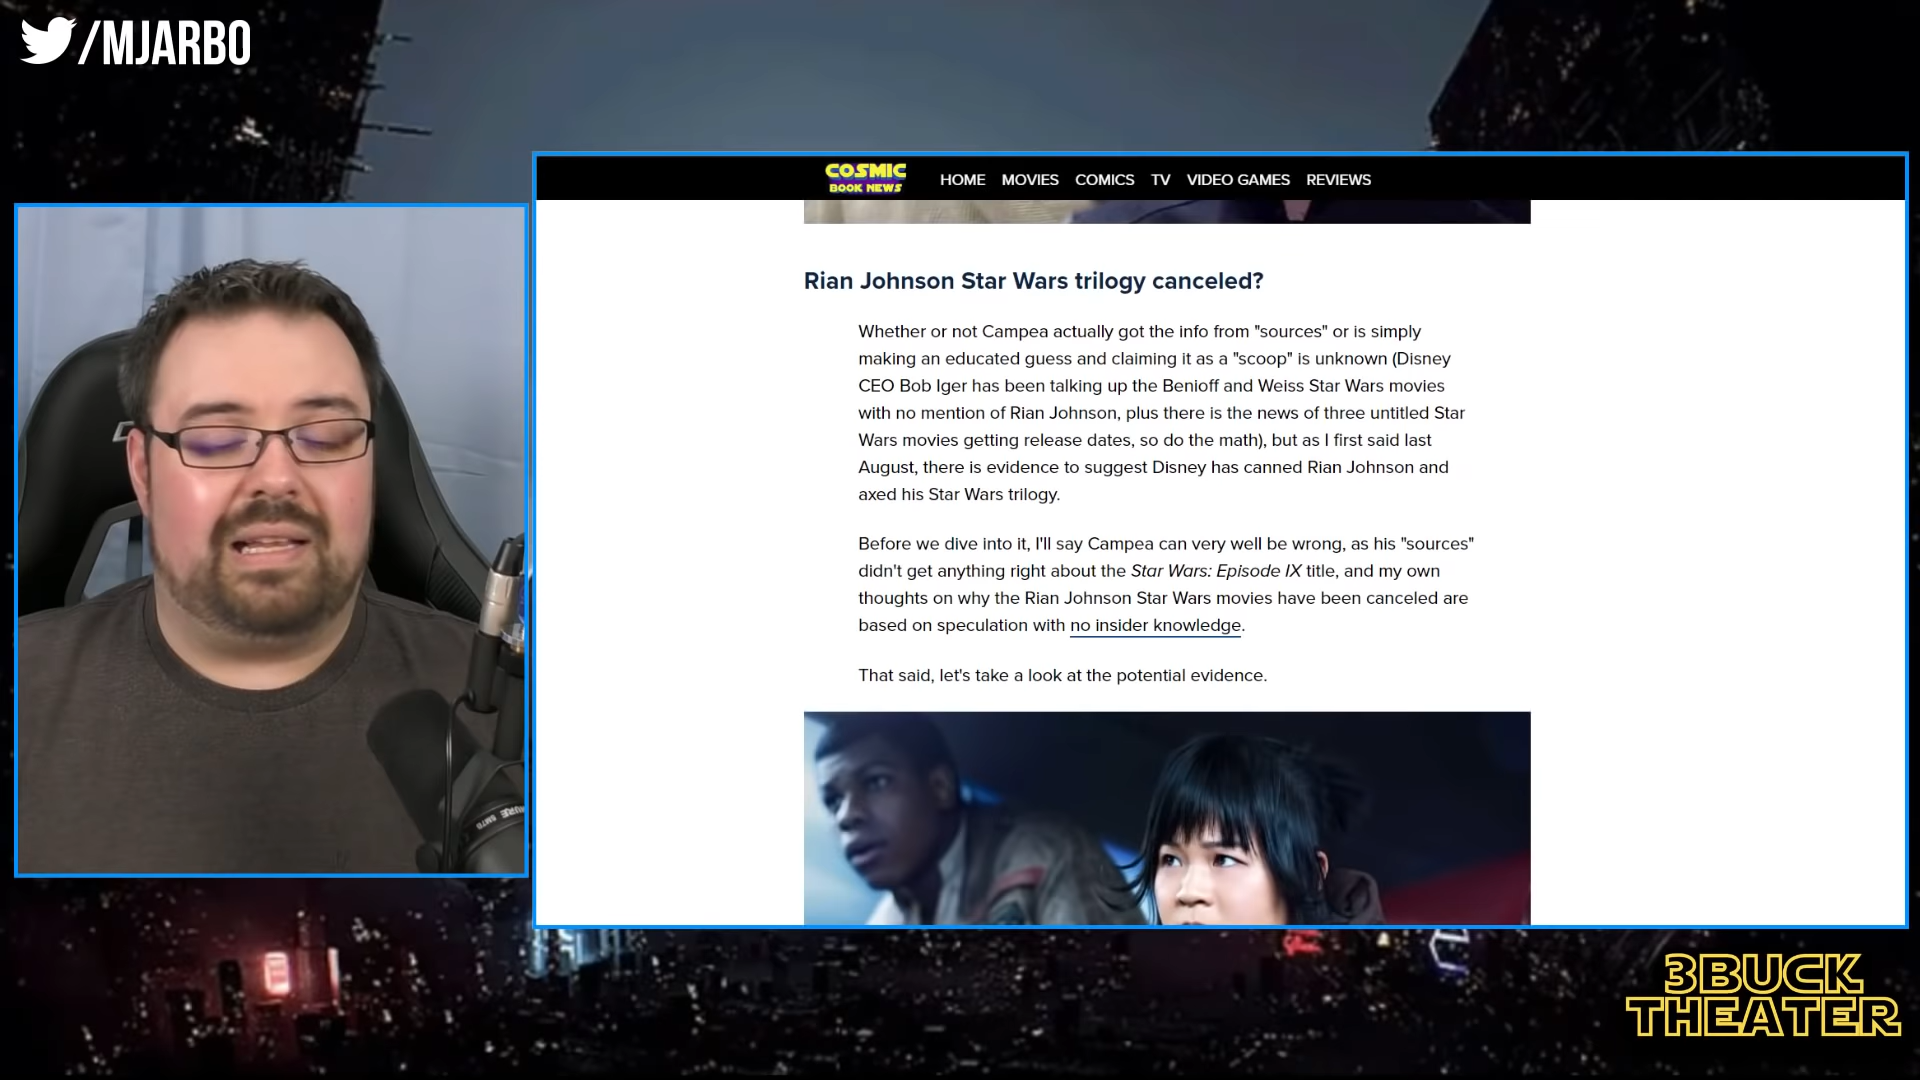 /MJARBO
COSMIC
BOOK NEWS
HOME MOVIES COMICS TV VIDEO GAMES REVIEWS
Rian Johnson Star Wars trilogy canceled?
Whether or not Campea actually got the info from "sources" or is simply
making an educated guess and claiming it as a "scoop" is unknown (Disney
CEO Bob Iger has been talking up the Benioff and Weiss Star Wars movies
with no mention of Rian Johnson, plus there is the news of three untitled Star
Wars movies getting release dates, so do the math), but as I first said last
August, there is evidence to suggest Disney has canned Rian Johnson and
axed his Star Wars trilogy.
Before we dive into it, I'll say Campea can very well be wrong, as his "sources"
didn't get anything right about the Star Wars: Episode IX title, and my own
thoughts on why the Rian Johnson Star Wars movies have been canceled are
based on speculation with no insider knowledge.
That said, let's take a look at the potential evidence.
3BUCK
THEATER